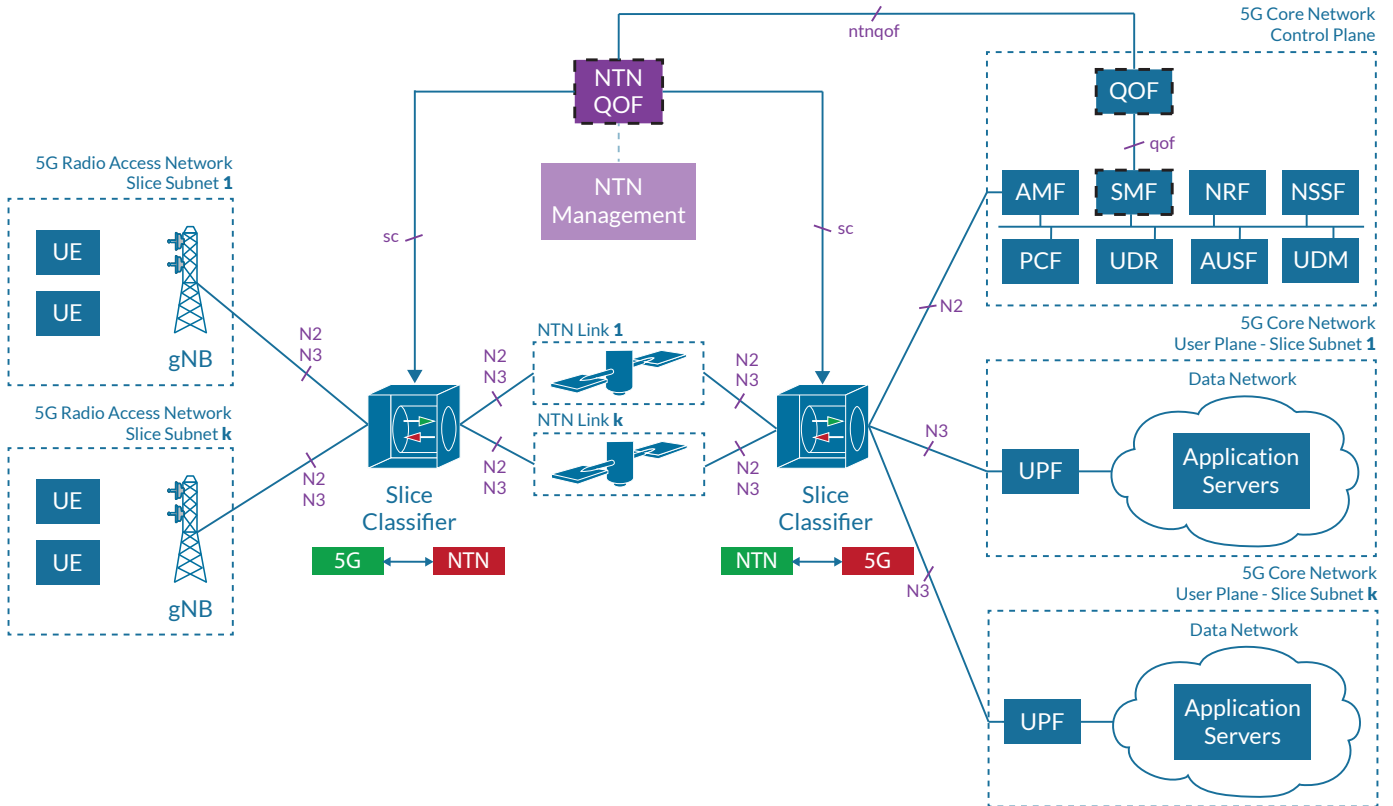 ntnqof
5G Core Network
Control Plane
NTN
QOF
QOF
qof
NTN
Management
sc
sc
AMF
SMF
NRF
NSSF
PCF
UDR
AUSF
UDM
N2
5G Radio Access Network
Slice Subnet 1
UE
UE
gNB
N2
N3
5G Radio Access Network
Slice Subnet k
UE
UE
gNB
N2
N3
Slice
Classifier
5G
NTN
N2
N3
N2
N3
NTN Link 1
NTN Link k
N2
N3
N2
N3
Slice
Classifier
NTN
5G
N3
N3
5G Core Network
User Plane - Slice Subnet 1
Data Network
UPF
Application
Servers
5G Core Network
User Plane - Slice Subnet k
Data Network
UPF
Application
Servers